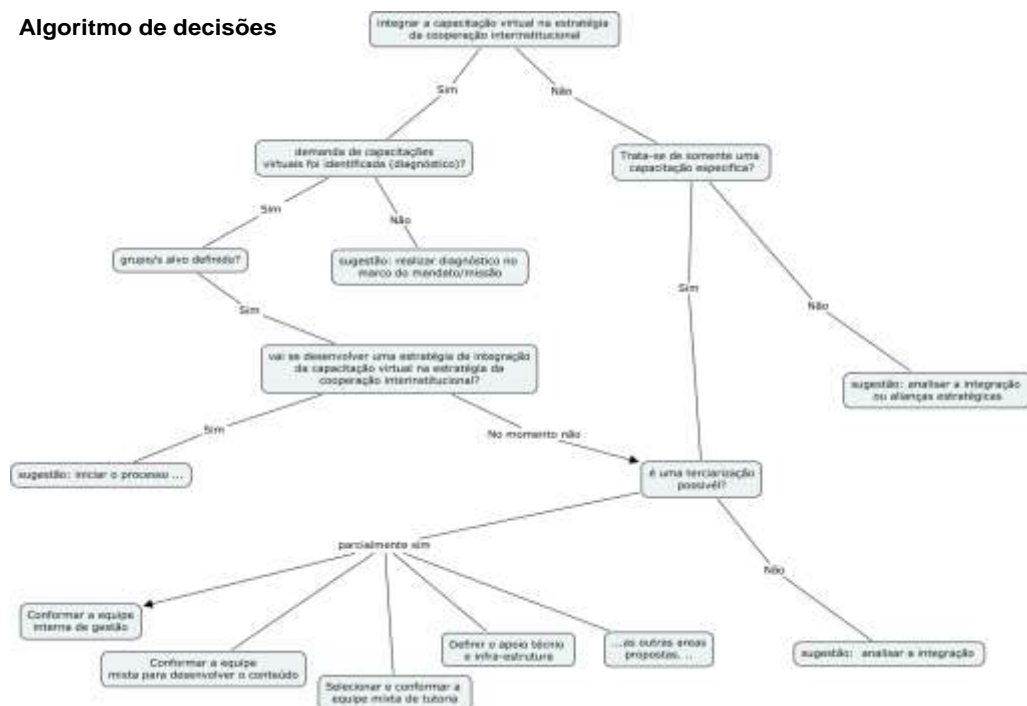 Algoritmo de decisões
integrar a capacitação virtual na estratégia
da cooperação interinstitucional
Sim
Não
demanda de capacitações
virtuais foi identificada (diagnóstico)?
Trata-se de somente uma
capacitação especifica?
Sim
Não
grupo/s alvo definido?
sugestão: realizar diagnóstico no
marco do mandato/missão
Sim
Sim
Não
vai se desenvolver uma estratégia de integração
da capacitação virtual na estratégia da
cooperação interinstitucional?
sugestão: analisar a integração
ou alianças estratégicas
Sim
No momento não
sugestão: iniciar o processo ...
é uma terciarização
possivél?
parcialmente sim
Não
Conformar a equipe
interna de gestão
Conformar a equipe
mixta para desenvolver o conteúdo
Selecionar e conformar a
equipe mixta de tutoria
Definir o apoio técnico
e infra-estrutura
...as outras areas
propostas. ..
sugestão: analisar a integração